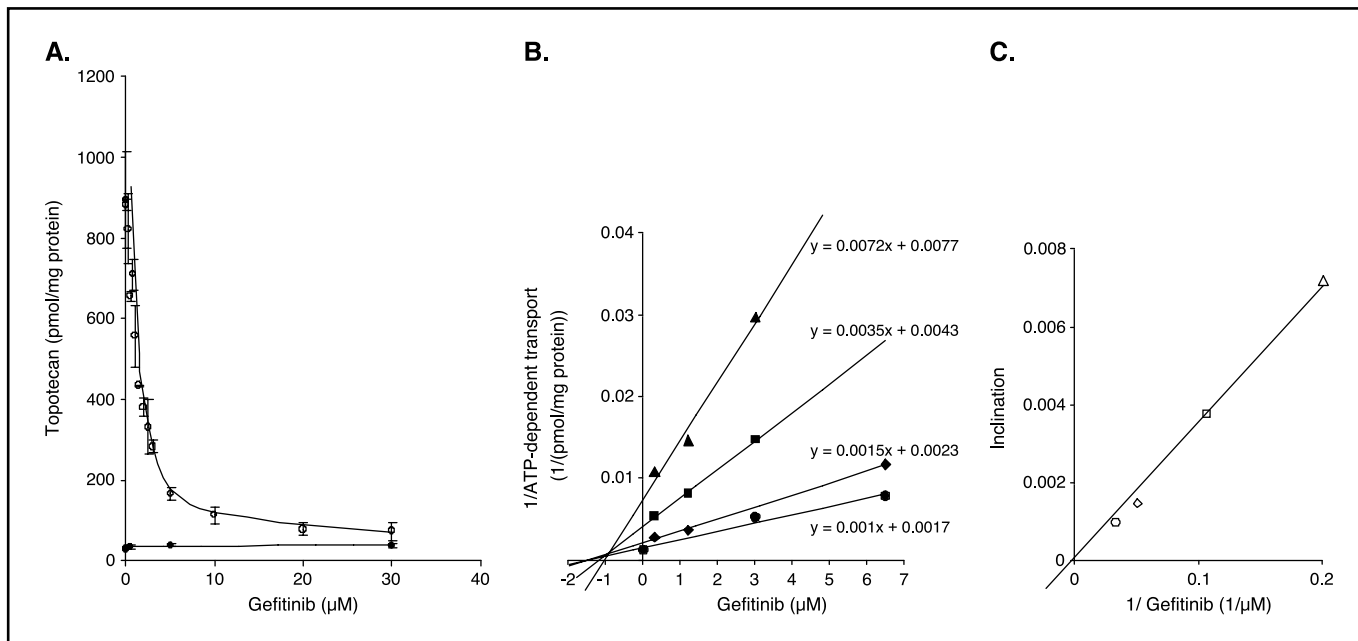 A.
1200
1000
800
600
400
200
0
Topotecan (pmol/mg protein)
0
10
20
30
40
Gefitinib (µM)
B.
0.04
0.03
0.02
0.01
1/ATP-dependent transport
(1/(pmol/mg protein))
y = 0.0072x + 0.0077
y = 0.0035x + 0.0043
y = 0.0015x + 0.0023
y = 0.001x + 0.0017
-2
-1
0
1
2
3
4
5
6
7
Gefitinib (µM)
C.
0.008
0.006
0.004
0.002
0
Inclination
0
0.1
0.2
1/ Gefitinib (1/µM)